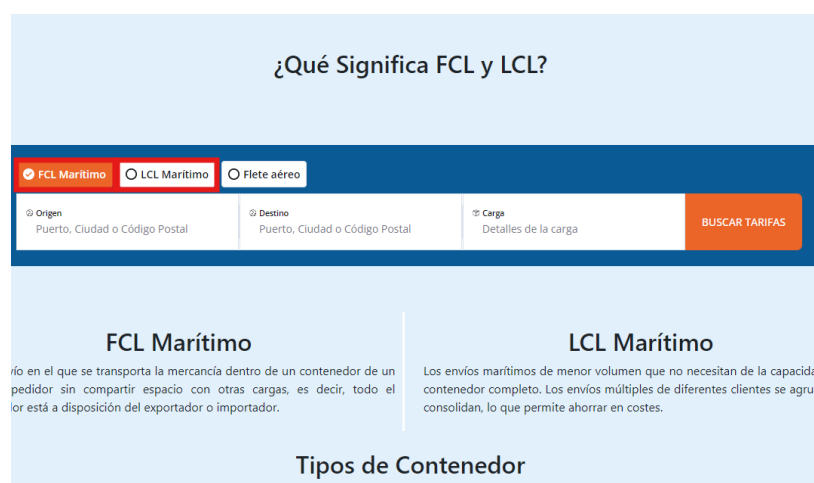 ¿Qué Significa FCL y LCL?
FCL Marítimo
LCL Marítimo
Flete aéreo
Origen
Puerto, Ciudad o Código Postal
Destino
Puerto, Ciudad o Código Postal
Carga
Detalles de la carga
BUSCAR TARIFAS
FCL Marítimo
en el que se transporta la mercancía dentro de un contenedor de un
sin compartir espacio con otras cargas, es decir, todo el
está a disposición del exportador o importador.
LCL Marítimo
Los envíos marítimos de menor volumen que no necesitan de la
contenedor completo. Los envíos múltiples de diferentes clientes se
consolidan, lo que permite ahorrar en costes.
Tipos de Contenedor